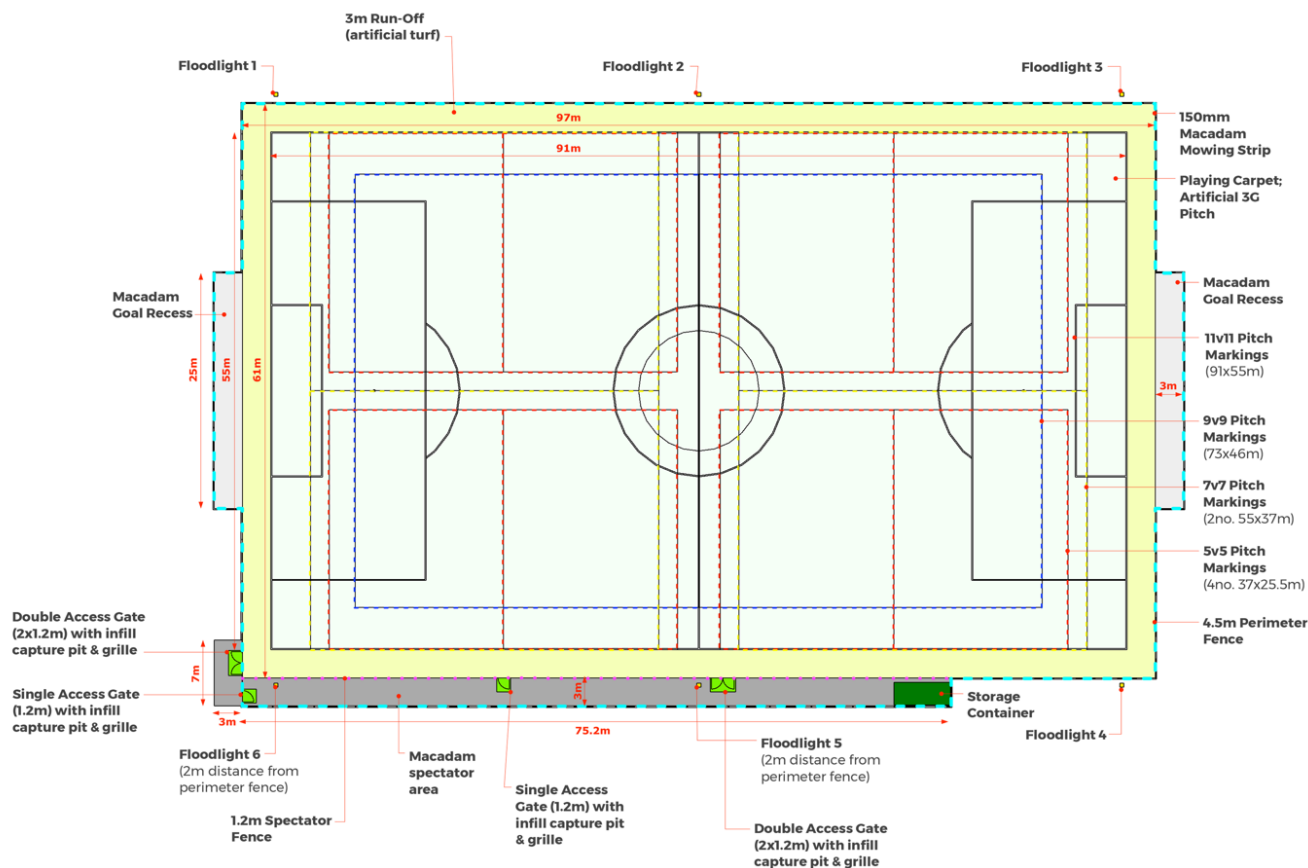 3m Run-Off
(artificial turf)
Floodlight 1
Floodlight 2
Floodlight 3
97m
91m
150mm
Macadam
Mowing Strip
Playing Carpet;
Artificial 3G
Pitch
Macadam
Goal Recess
25m
55m
61m
Macadam
Goal Recess
11v11 Pitch
Markings
(91x55m)
3m
9v9 Pitch
Markings
(73x46m)
7v7 Pitch
Markings
(2no. 55x37m)
5v5 Pitch
Markings
(4no. 37x25.5m)
4.5m Perimeter
Fence
Double Access Gate
(2x1.2m) with infill
capture pit & grille
7m
Single Access Gate
(1.2m) with infill
capture pit & grille
3m
3m
75.2m
Storage
Container
Floodlight 4
Floodlight 6
(2m distance from
perimeter fence)
Macadam
spectator
area
Floodlight 5
(2m distance from
perimeter fence)
1.2m Spectator
Fence
Single Access
Gate (1.2m) with
infill capture pit
& grille
Double Access Gate
(2x1.2m) with infill
capture pit & grille